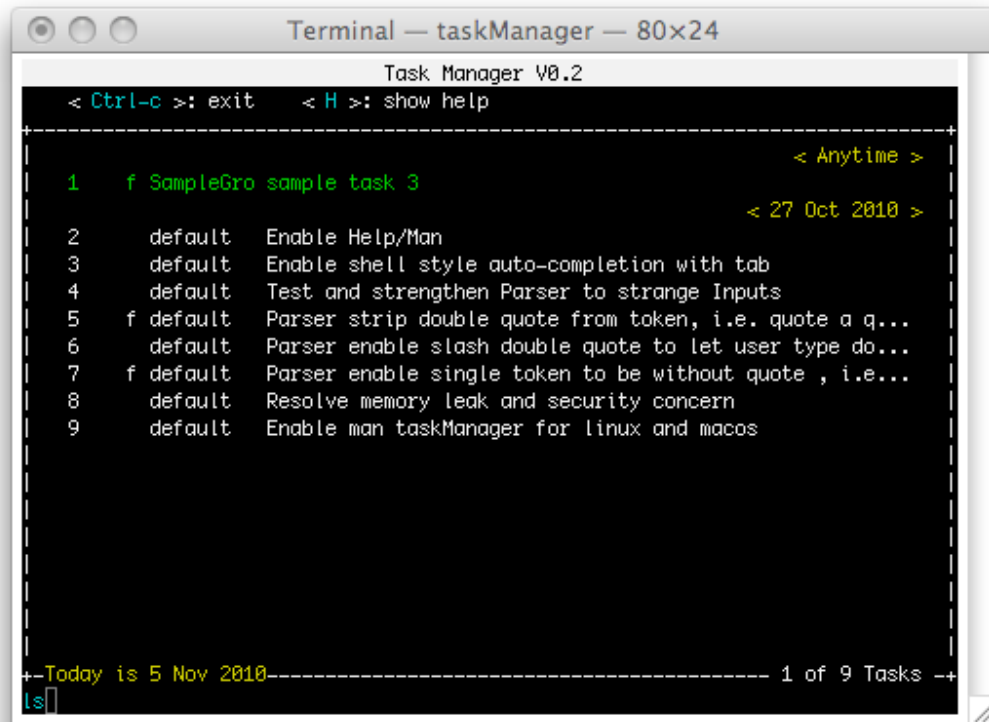 Terminal — taskManager — 80×24
Task Manager V0.2
< Ctrl-c >: exit < H >: show help
< Anytime >
1 f SampleGro sample task 3
< 27 Oct 2010 >
2 default Enable Help/Man
3 default Enable shell style auto-completion with tab
4 default Test and strengthen Parser to strange Inputs
5 f default Parser strip double quote from token, i.e. quote a q...
6 default Parser enable slash double quote to let user type do...
7 f default Parser enable single token to be without quote , i.e...
8 default Resolve memory leak and security concern
9 default Enable man taskManager for linux and macos
Today is 5 Nov 2010 1 of 9 Tasks
ls